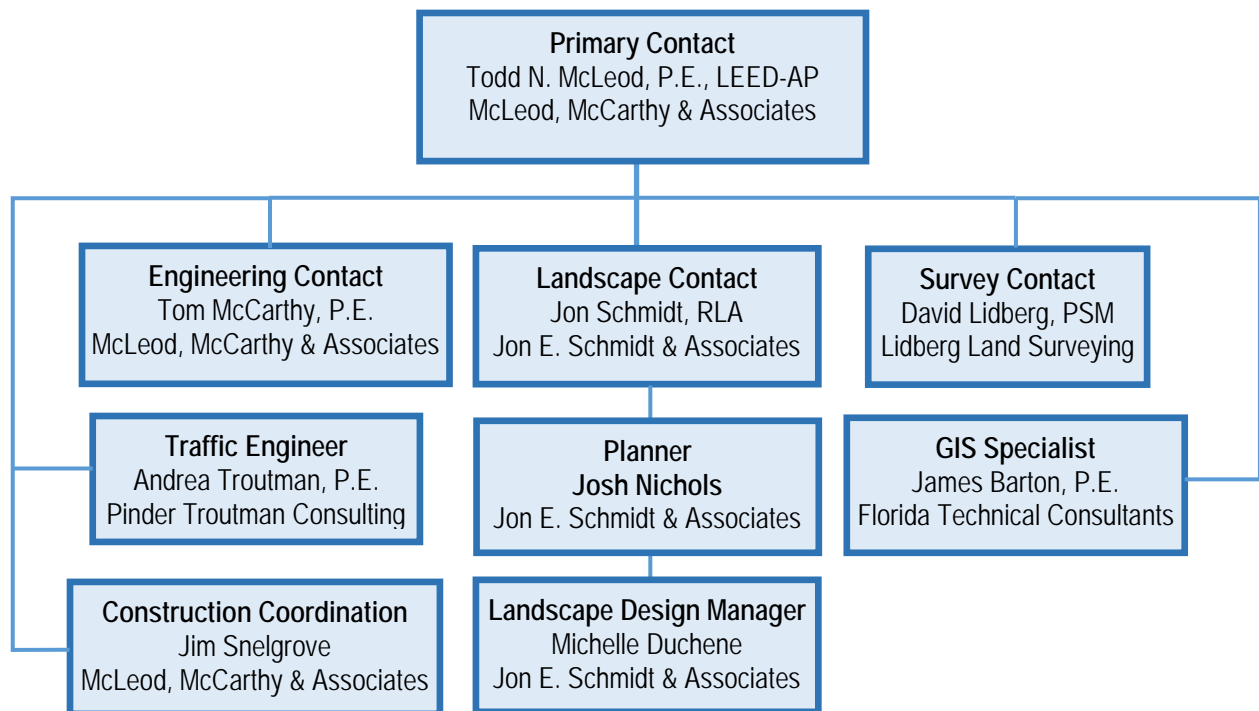 Primary Contact
Todd N. McLeod, P.E., LEED-AP
McLeod, McCarthy & Associates
Engineering Contact
Tom McCarthy, P.E.
McLeod, McCarthy & Associates
Landscape Contact
Jon Schmidt, RLA
Jon E. Schmidt & Associates
Survey Contact
David Lidberg, PSM
Lidberg Land Surveying
Traffic Engineer
Andrea Troutman, P.E.
Pinder Troutman Consulting
Planner
Josh Nichols
Jon E. Schmidt & Associates
GIS Specialist
James Barton, P.E.
Florida Technical Consultants
Construction Coordination
Jim Snelgrove
McLeod, McCarthy & Associates
Landscape Design Manager
Michelle Duchene
Jon E. Schmidt & Associates